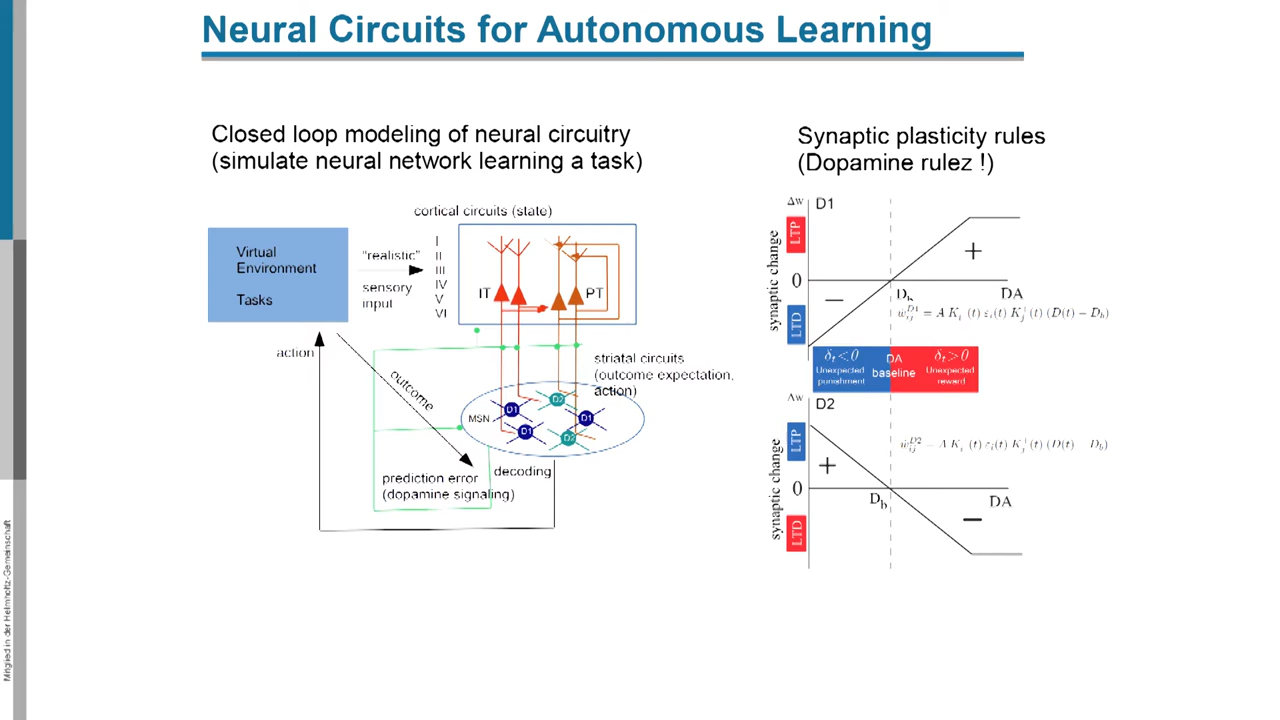 Neural Circuits for Autonomous Learning
Closed loop modeling of neural circuitry
(simulate neural network learning a task)
cortical circuits (state)
Virtual
Environment
Tasks
"realistic"
sensory
input
I
II
III
IV
V
VI
IT
PT
action
outcome
striatal circuits
(outcome expectation,
action)
MSN
D1
D2
D1
D1
D2
decoding
prediction error
(dopamine signaling)
Synaptic plasticity rules
(Dopamine rulez !)
Δw
D1
LTP
synaptic change
0
LTD
+
−
D_b
DA
δ_t<0
Unexpected
punishment
DA
baseline
δ_t>0
Unexpected
reward
Δw
D2
LTP
synaptic change
0
LTD
+
−
D_b
DA
Mitglied in der Helmholtz-Gemeinschaft